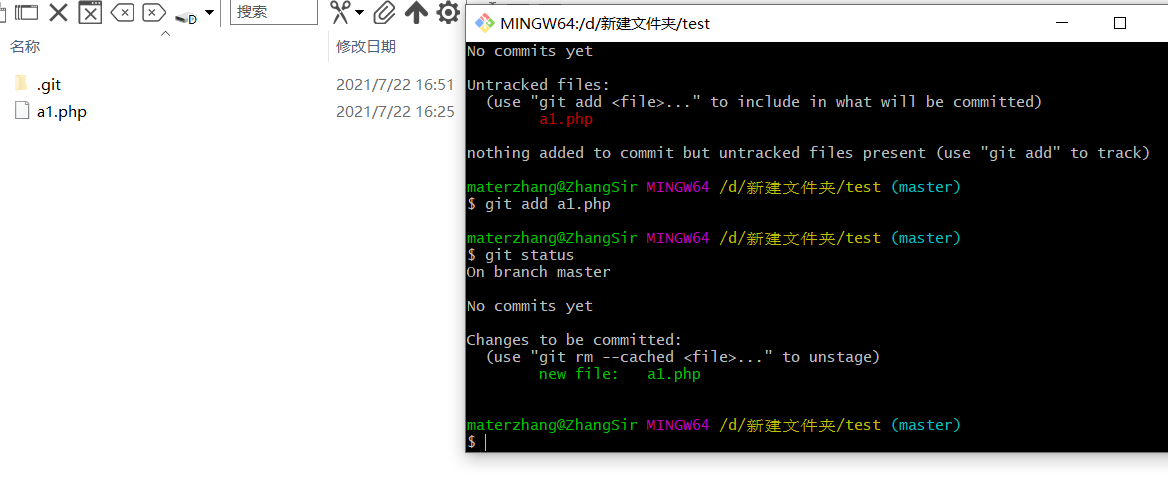 搜索
名称 修改日期
.git 2021/7/22 16:51
a1.php 2021/7/22 16:25
D
MINGW64:/d/新建文件夹/test
No commits yet
Untracked files:
(use "git add <file>..." to include in what will be committed)
a1.php
nothing added to commit but untracked files present (use "git add" to track)
materzhang@ZhangSir MINGW64 /d/新建文件夹/test (master)
$ git add a1.php
materzhang@ZhangSir MINGW64 /d/新建文件夹/test (master)
$ git status
On branch master
No commits yet
Changes to be committed:
(use "git rm --cached <file>..." to unstage)
new file:   a1.php
materzhang@ZhangSir MINGW64 /d/新建文件夹/test (master)
$